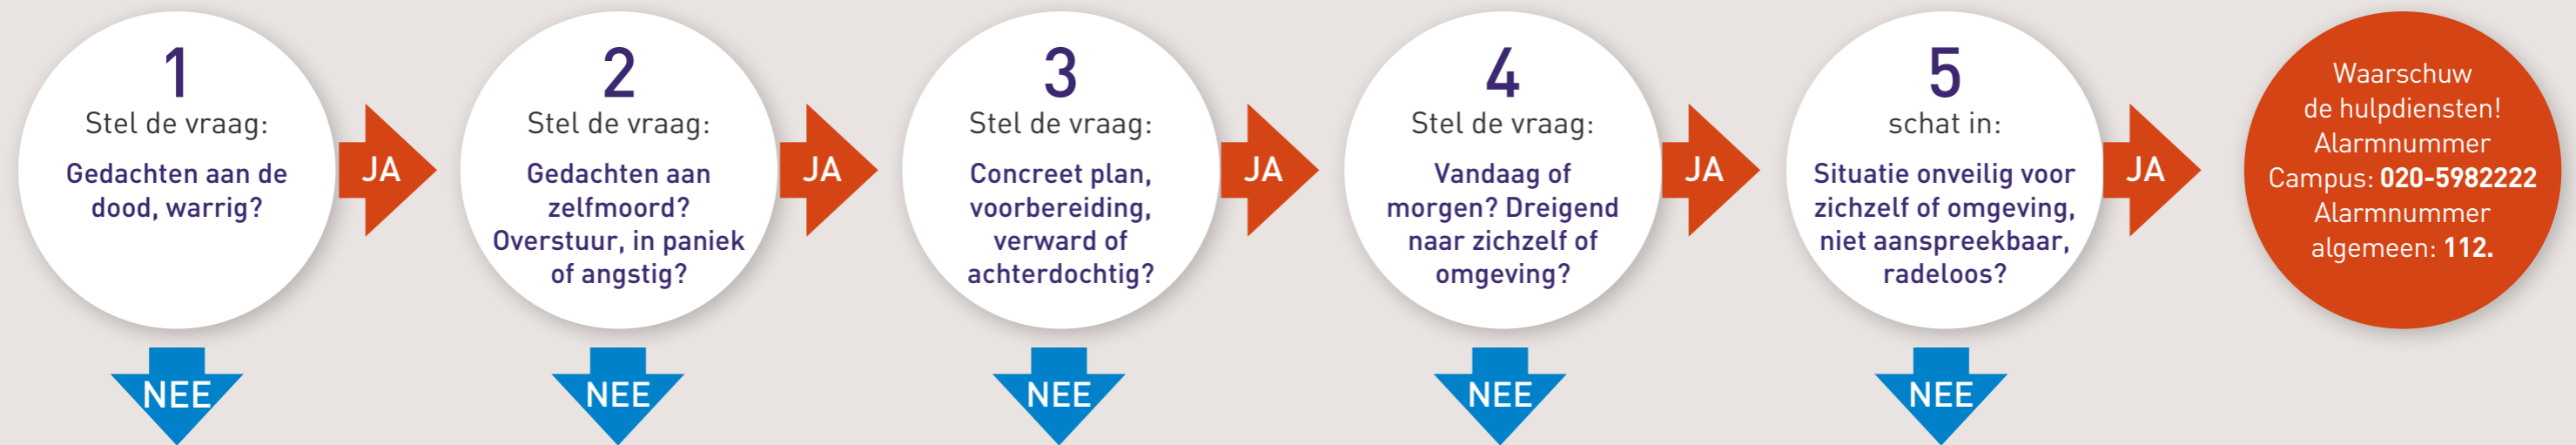 1
Stel de vraag:
Gedachten aan de
dood, warrig?
JA
NEE
2
Stel de vraag:
Gedachten aan
zelfmoord?
Overstuur, in paniek
of angstig?
JA
NEE
3
Stel de vraag:
Concreet plan,
voorbereiding,
verward of
achterdochtig?
JA
NEE
4
Stel de vraag:
Vandaag of
morgen? Dreigend
naar zichzelf of
omgeving?
JA
NEE
5
schat in:
Situatie onveilig voor
zichzelf of omgeving,
niet aanspreekbaar,
radeloos?
JA
NEE
Waarschuw
de hulpdiensten!
Alarmnummer
Campus: 020-5982222
Alarmnummer
algemeen: 112.